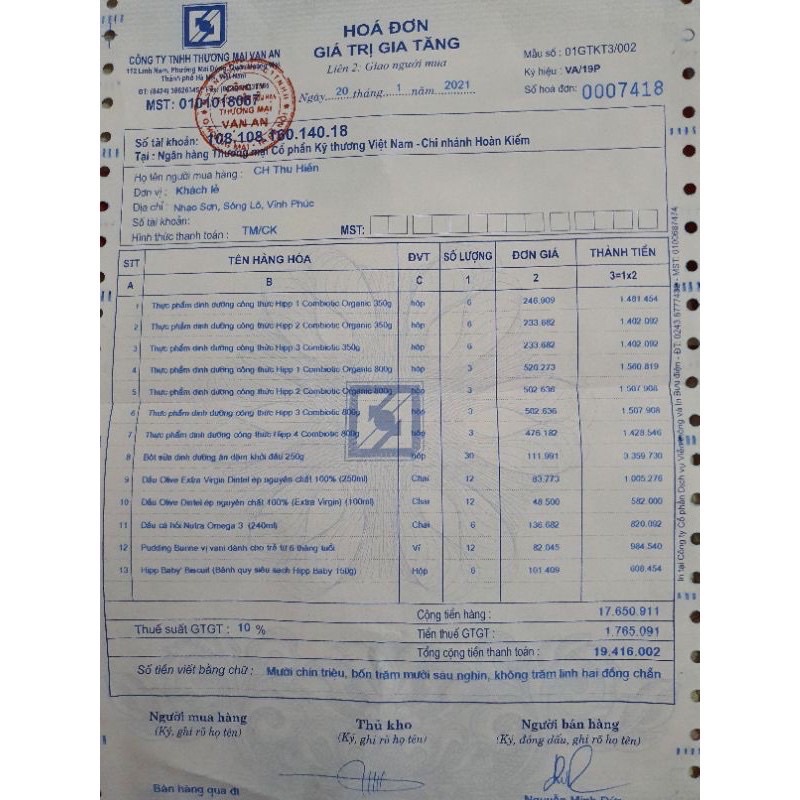 CÔNG TY TNHH THƯƠNG MẠI VAN AN
MST: 0101018067
THƯƠNG MẠI
VAN AN
HOÁ ĐƠN
GIÁ TRỊ GIA TĂNG
Liên 2: Giao người mua
Ngày 20 tháng 1 năm 2021
Mẫu số : 01GTKT3/002
Ký hiệu : VA/19P
Số hoá đơn: 0007418
Số tài khoản: 108.108.160.140.18
Tại : Ngân hàng Thương mại Cổ phần Kỹ thương Việt Nam - Chi nhánh Hoàn Kiếm
Họ tên người mua hàng : CH Thu Hiền
Đơn vị : Khách lẻ
Địa chỉ : Nhạo Sơn, Sông Lô, Vĩnh Phúc
Số tài khoản:
Hình thức thanh toán : TM/CK MST:
STT TÊN HÀNG HÓA ĐVT SỐ LƯỢNG ĐƠN GIÁ THÀNH TIỀN
A B C 1 2 3=1x2
1 Thực phẩm dinh dưỡng công thức Hipp 1 Combiotic Organic 350g hộp 6 246.909 1.481.454
2 Thực phẩm dinh dưỡng công thức Hipp 2 Combiotic Organic 350g hộp 6 233.682 1.402.092
3 Thực phẩm dinh dưỡng công thức Hipp 3 Combiotic 350g hộp 6 233.682 1.402.092
4 Thực phẩm dinh dưỡng công thức Hipp 1 Combiotic Organic 800g hộp 3 520.273 1.560.819
5 Thực phẩm dinh dưỡng công thức Hipp 2 Combiotic Organic 800g hộp 3 502.636 1.507.908
6 Thực phẩm dinh dưỡng công thức Hipp 3 Combiotic 800g hộp 3 502.636 1.507.908
7 Thực phẩm dinh dưỡng công thức Hipp 4 Combiotic 800g hộp 3 476.182 1.428.546
8 Bột sữa dinh dưỡng ăn dặm khởi đầu 250g hộp 30 111.991 3.359.730
9 Dầu Olive Extra Virgin Dintel ép nguyên chất 100% (250ml) Chai 12 83.773 1.005.276
10 Dầu Olive Dintel ép nguyên chất 100% (Extra Virgin) (100ml) Chai 12 48.500 582.000
11 Dầu cá hồi Nutra Omega 3 (240ml) Chai 6 136.682 820.092
12 Pudding Bunne vị vani dành cho trẻ từ 6 tháng tuổi Vỉ 12 82.045 984.540
13 Hipp Baby Biscuit (Bánh quy siêu sạch Hipp Baby 150g) Hộp 6 101.409 608.454
Cộng tiền hàng : 17.650.911
Thuế suất GTGT : 10 % Tiền thuế GTGT : 1.765.091
Tổng cộng tiền thanh toán : 19.416.002
Số tiền viết bằng chữ : Mười chín triệu, bốn trăm mười sáu nghìn, không trăm linh hai đồng chẵn
Người mua hàng Thủ kho Người bán hàng
(Ký, ghi rõ họ tên) (Ký, ghi rõ họ tên) (Ký, đóng dấu, ghi rõ họ tên)
Bán hàng qua đi